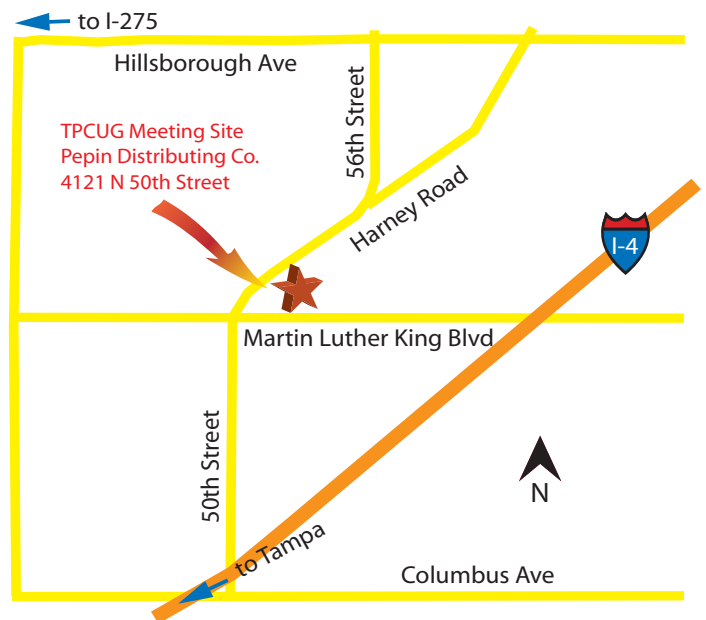 to I-275
Hillsborough Ave
TPCUG Meeting Site
Pepin Distributing Co.
4121 N 50th Street
56th Street
Harney Road
I-4
Martin Luther King Blvd
50th Street
N
to Tampa
Columbus Ave